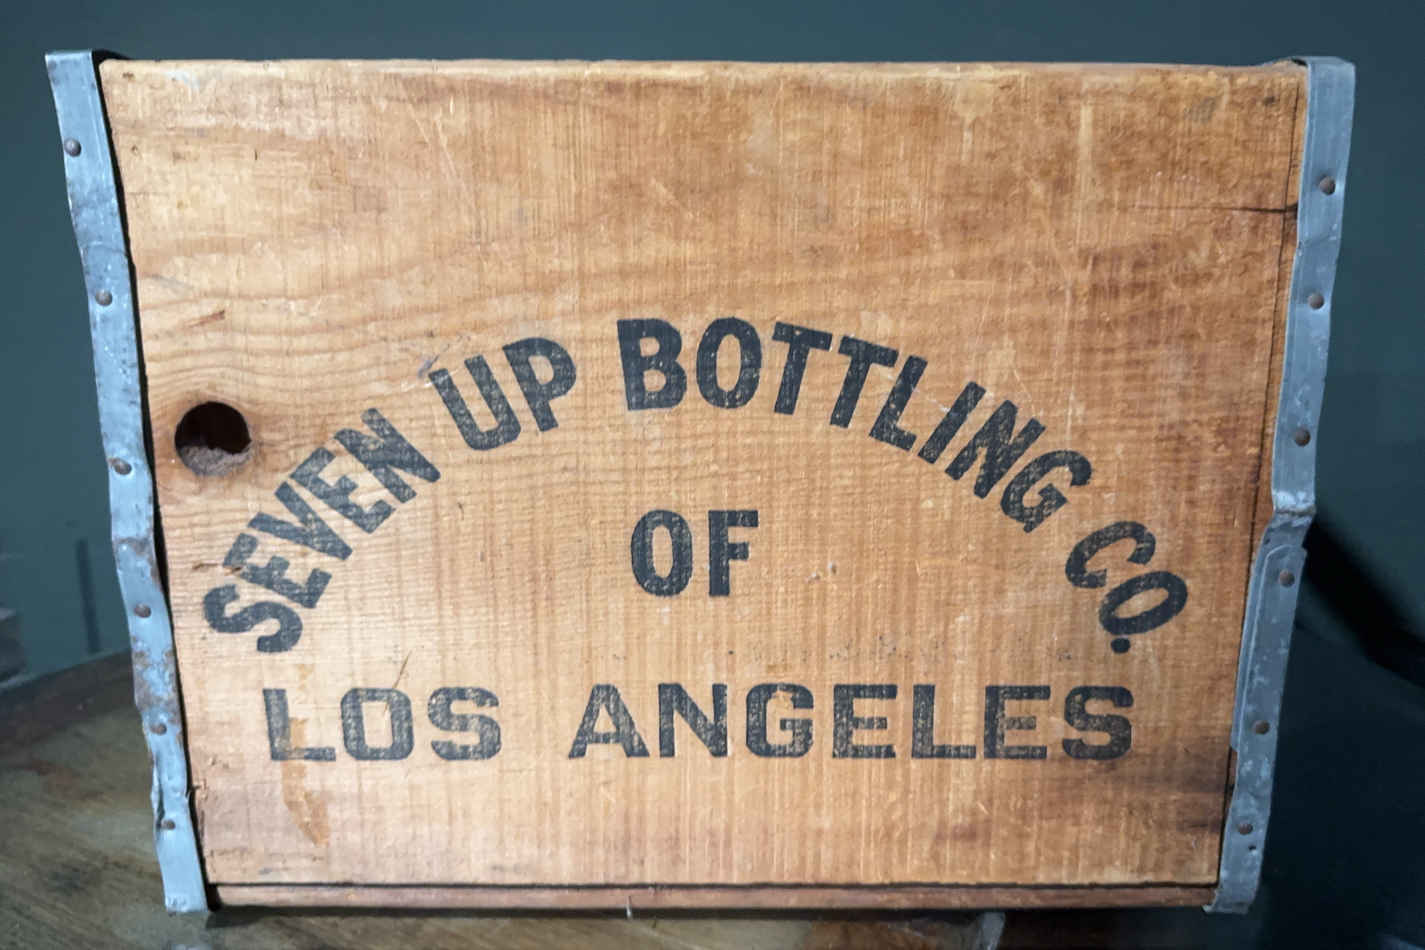 SEVEN UP BOTTLING CO.
OF
LOS ANGELES